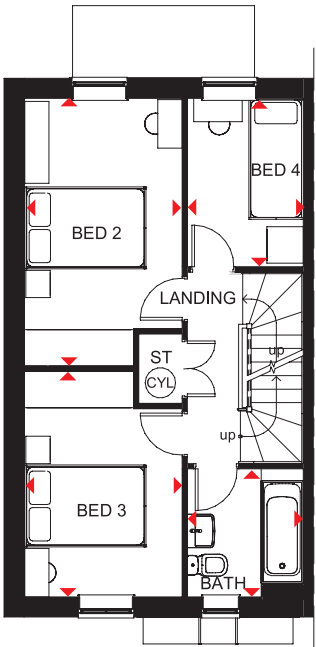 BED 4
BED 2
LANDING
ST
up
CYL
up
BED 3
BATH